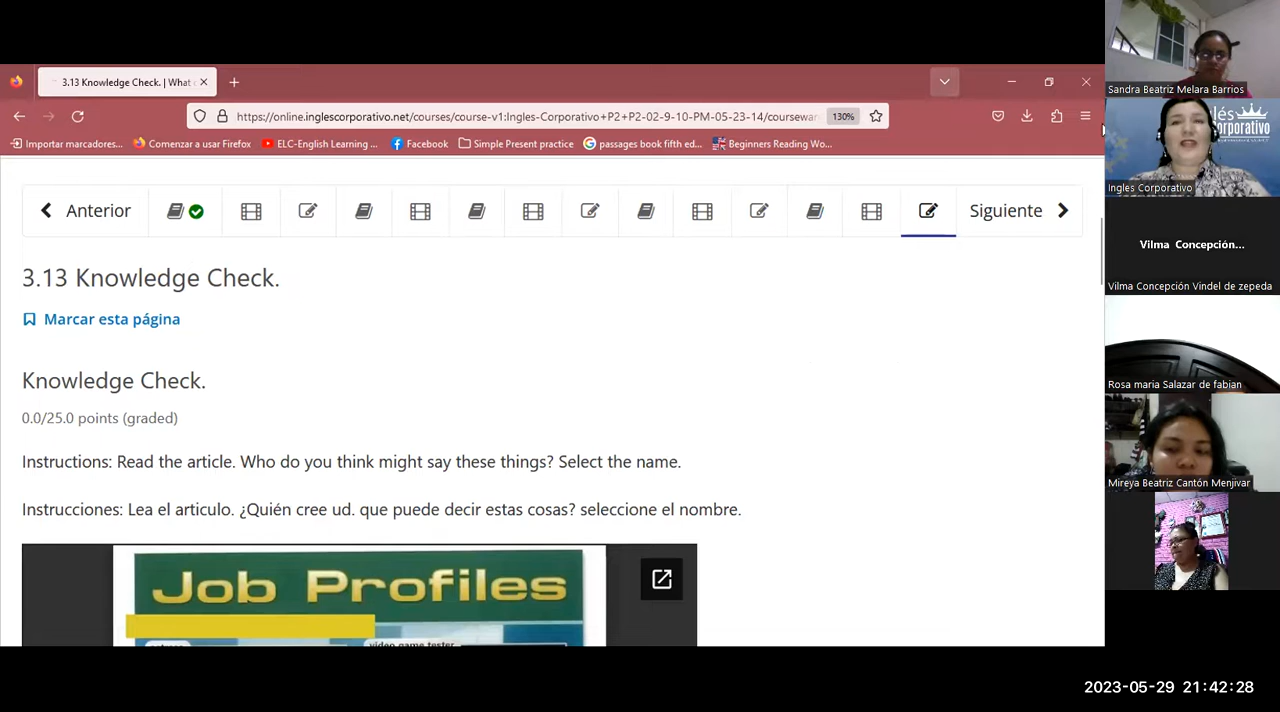 3.13 Knowledge Check. | What
https://online.inglescorporativo.net/courses/course-v1:Ingles-Corporativo+P2+P2-02-9-10-PM-05-23-14/coursewar
130%
Importar marcadores...
Comenzar a usar Firefox
ELC-English Learning ...
Facebook
Simple Present practice
passages book fifth ed...
Beginners Reading Wo...
Anterior
Siguiente
3.13 Knowledge Check.
Marcar esta página
Knowledge Check.
0.0/25.0 points (graded)
Instructions: Read the article. Who do you think might say these things? Select the name.
Instrucciones: Lea el articulo. ¿Quién cree ud. que puede decir estas cosas? seleccione el nombre.
Job Profiles
video game tester
Sandra Beatriz Melara Barrios
Ingles Corporativo
Vilma Concepción...
Vilma Concepción Vindel de zepeda
Rosa maria Salazar de fabian
Mireya Beatriz Cantón Menjivar
2023-05-29 21:42:28